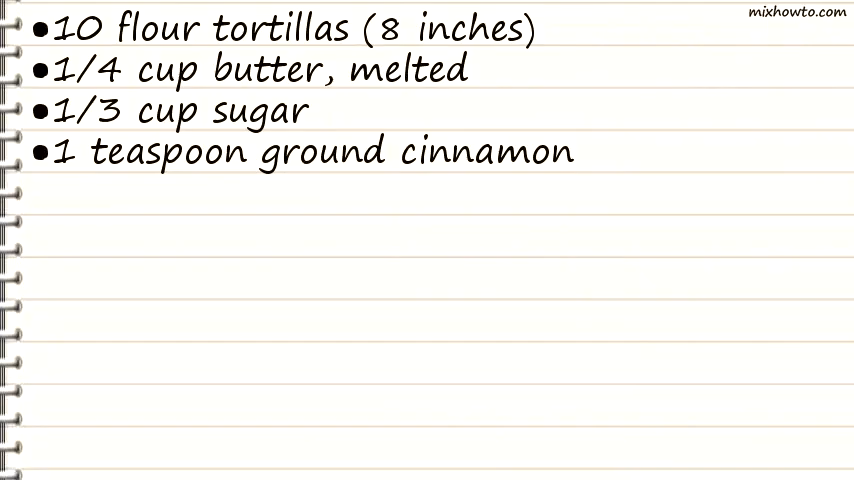 mixhowto.com
•10 flour tortillas (8 inches)
•1/4 cup butter, melted
•1/3 cup sugar
•1 teaspoon ground cinnamon